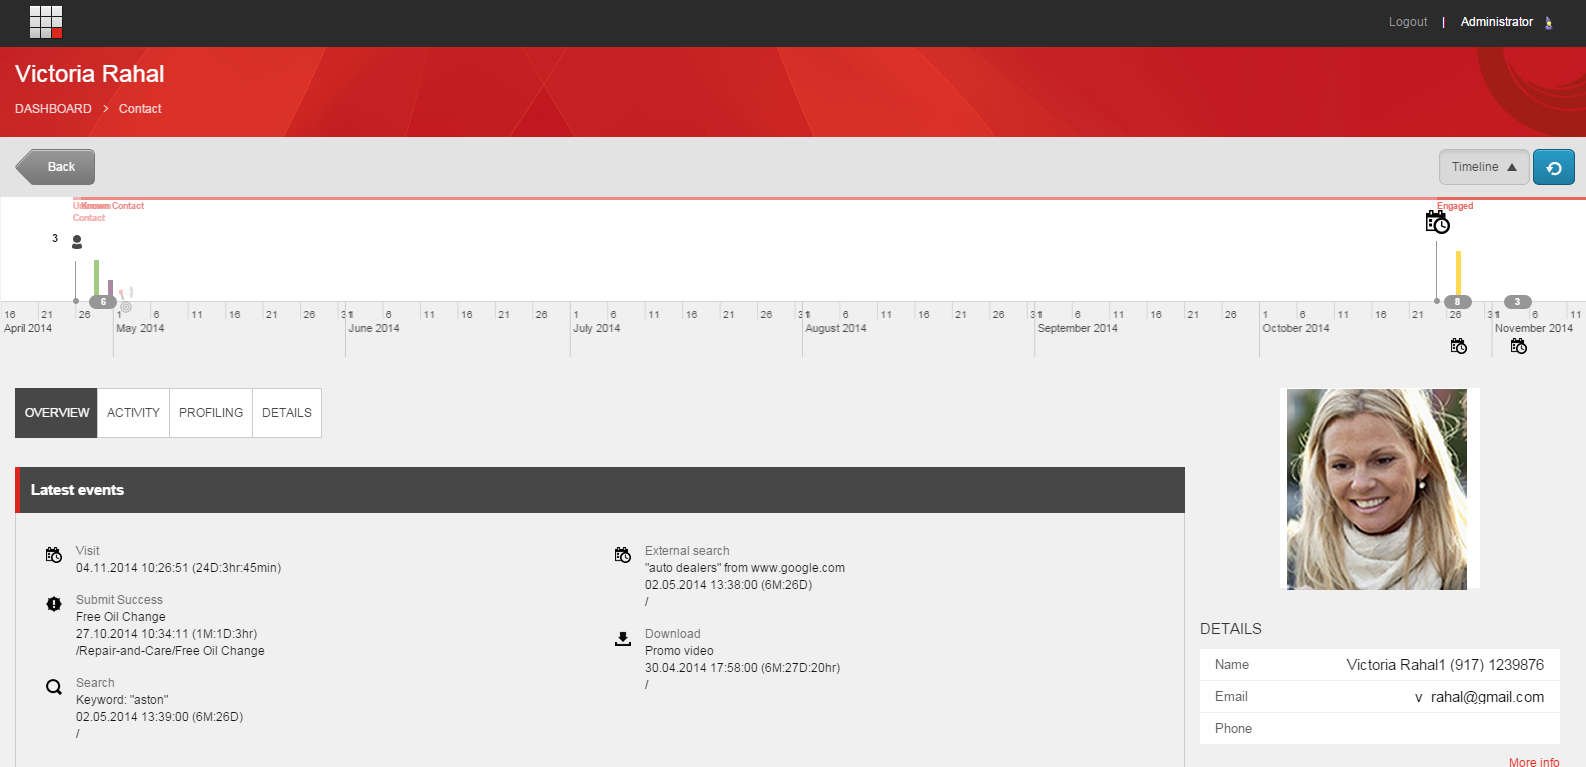 Logout | Administrator
Victoria Rahal
DASHBOARD > Contact
Back
Timeline
Known Contact
Contact
Engaged
3
6
8
3
16 21 26 1 6 11 16 21 26 31 1 6 11 16 21 26 1 6 11 16 21 26 31 1 6 11 16 21 26 31 1 6 11 16 21 26 1 6 11 16 21 26 31 1 6 11
April 2014 May 2014 June 2014 July 2014 August 2014 September 2014 October 2014 November 2014
OVERVIEW ACTIVITY PROFILING DETAILS
Latest events
Visit
04.11.2014 10:26:51 (24D:3hr:45min)
Submit Success
Free Oil Change
27.10.2014 10:34:11 (1M:1D:3hr)
/Repair-and-Care/Free Oil Change
Search
Keyword: "aston"
02.05.2014 13:39:00 (6M:26D)
/
External search
"auto dealers" from www.google.com
02.05.2014 13:38:00 (6M:26D)
/
Download
Promo video
30.04.2014 17:58:00 (6M:27D:20hr)
/
DETAILS
Name Victoria Rahal1 (917) 1239876
Email v rahal@gmail.com
Phone
More info